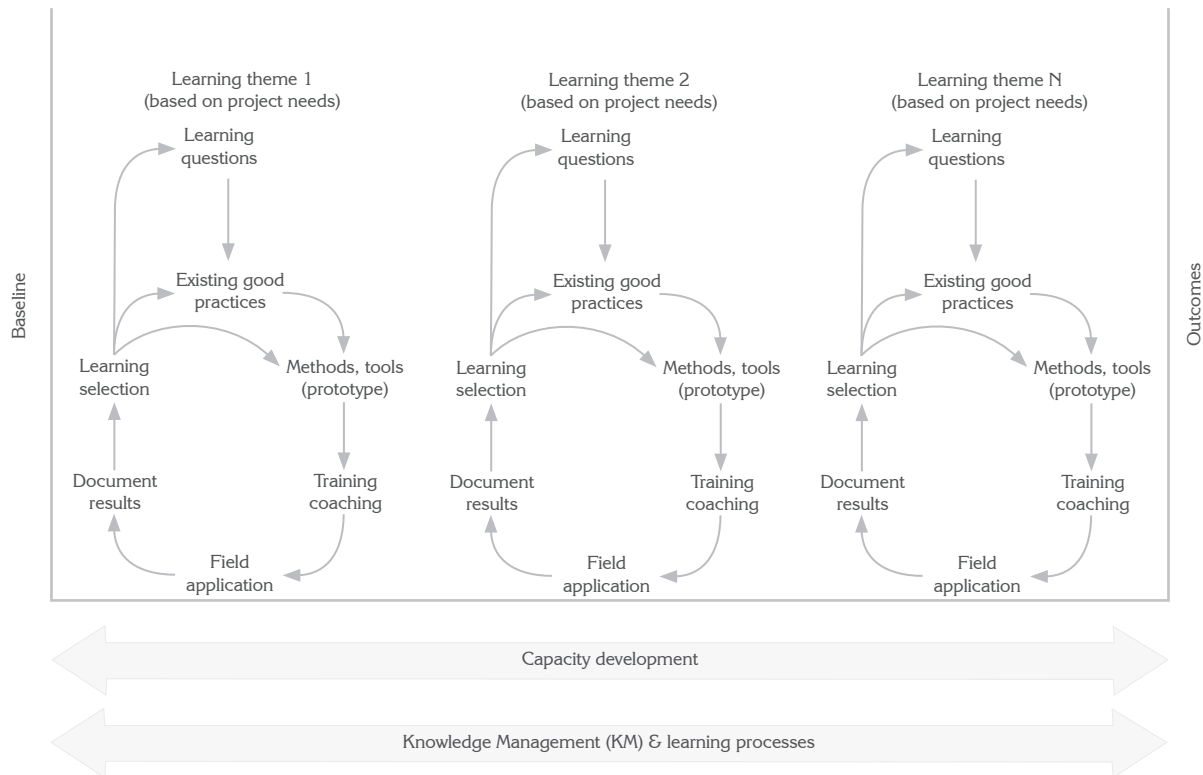 Baseline
Learning theme 1
(based on project needs)
Learning
questions
Existing good
practices
Learning
selection
Methods, tools
(prototype)
Document
results
Training
coaching
Field
application
Learning theme 2
(based on project needs)
Learning
questions
Existing good
practices
Learning
selection
Methods, tools
(prototype)
Document
results
Training
coaching
Field
application
Learning theme N
(based on project needs)
Learning
questions
Existing good
practices
Learning
selection
Methods, tools
(prototype)
Document
results
Training
coaching
Field
application
Outcomes
Capacity development
Knowledge Management (KM) & learning processes